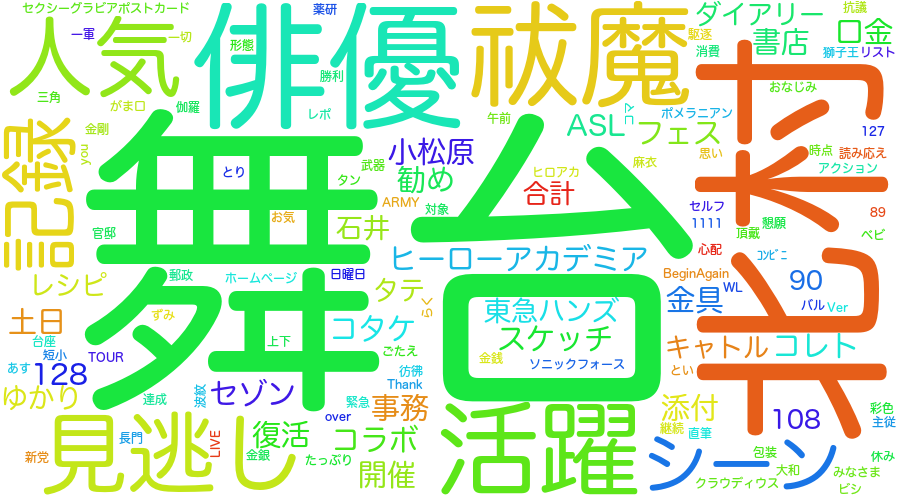 セクシーグラビアポストカード
薬研
ダイアリー
抗議
人気
一軍
一切
俳優
形態
祓魔
駆逐
消費
書店
口金
獅子王
リスト
三角
がま口
伽羅
レポ
勝利
午前
ASL
フェス
ポメラニアン
おなじみ
村
127
記録
you
金剛
舞台
とり
武器
タン
小松原
勧め
ヒロアカ
合計
麻衣
思い
時点
読み応え
アクション
ARMY
対象
お気
石井
官邸
セルフ
1111
89
懇願
頂戴
ベビ
心配
コンビニ
郵政
ホームページ
日曜日
ヒーローアカデミア
BeginAgain
WL
90
バル
Ver
レシピ
タテ
金具
東急ハンズ
土日
ずみ
コタケ
スケッチ
台座
上下
ごたえ
金銭
ソニックフォース
キャトル
コレト
短小
あす
128
TOUR
彷彿
Thank
とい
ゆかり
達成
波紋
セゾン
緊急
事務
over
添付
108
彩色
主従
見逃し
長門
LIVE
復活
コラボ
活躍
継続
直筆
新党
金銀
たっぷり
開催
シーン
包装
大和
休み
みなさま
クラウディウス
ビシ